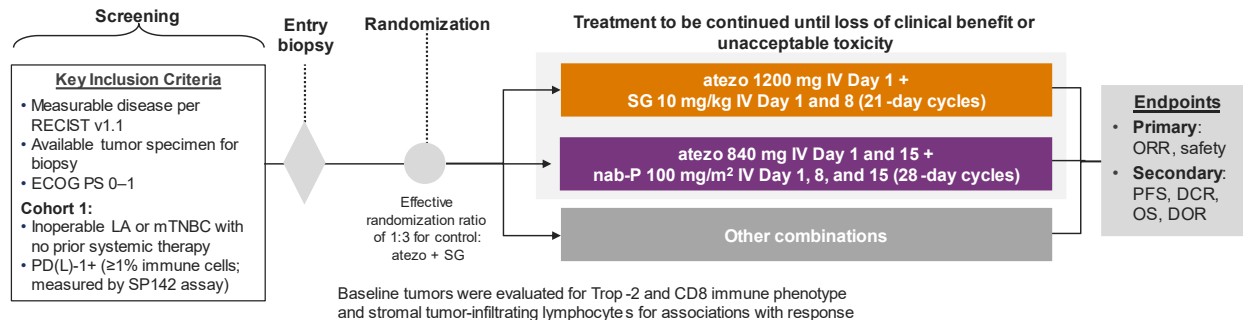 Screening
Entry
biopsy
Randomization
Treatment to be continued until loss of clinical benefit or
unacceptable toxicity
Key Inclusion Criteria
• Measurable disease per
RECIST v1.1
• Available tumor specimen for
biopsy
• ECOG PS 0–1
Cohort 1:
• Inoperable LA or mTNBC with
no prior systemic therapy
• PD(L)-1+ (≥1% immune cells;
measured by SP142 assay)
Effective
randomization ratio
of 1:3 for control:
atezo + SG
atezo 1200 mg IV Day 1 +
SG 10 mg/kg IV Day 1 and 8 (21-day cycles)
atezo 840 mg IV Day 1 and 15 +
nab-P 100 mg/m² IV Day 1, 8, and 15 (28-day cycles)
Other combinations
Endpoints
• Primary:
ORR, safety
• Secondary:
PFS, DCR,
OS, DOR
Baseline tumors were evaluated for Trop-2 and CD8 immune phenotype
and stromal tumor-infiltrating lymphocytes for associations with response